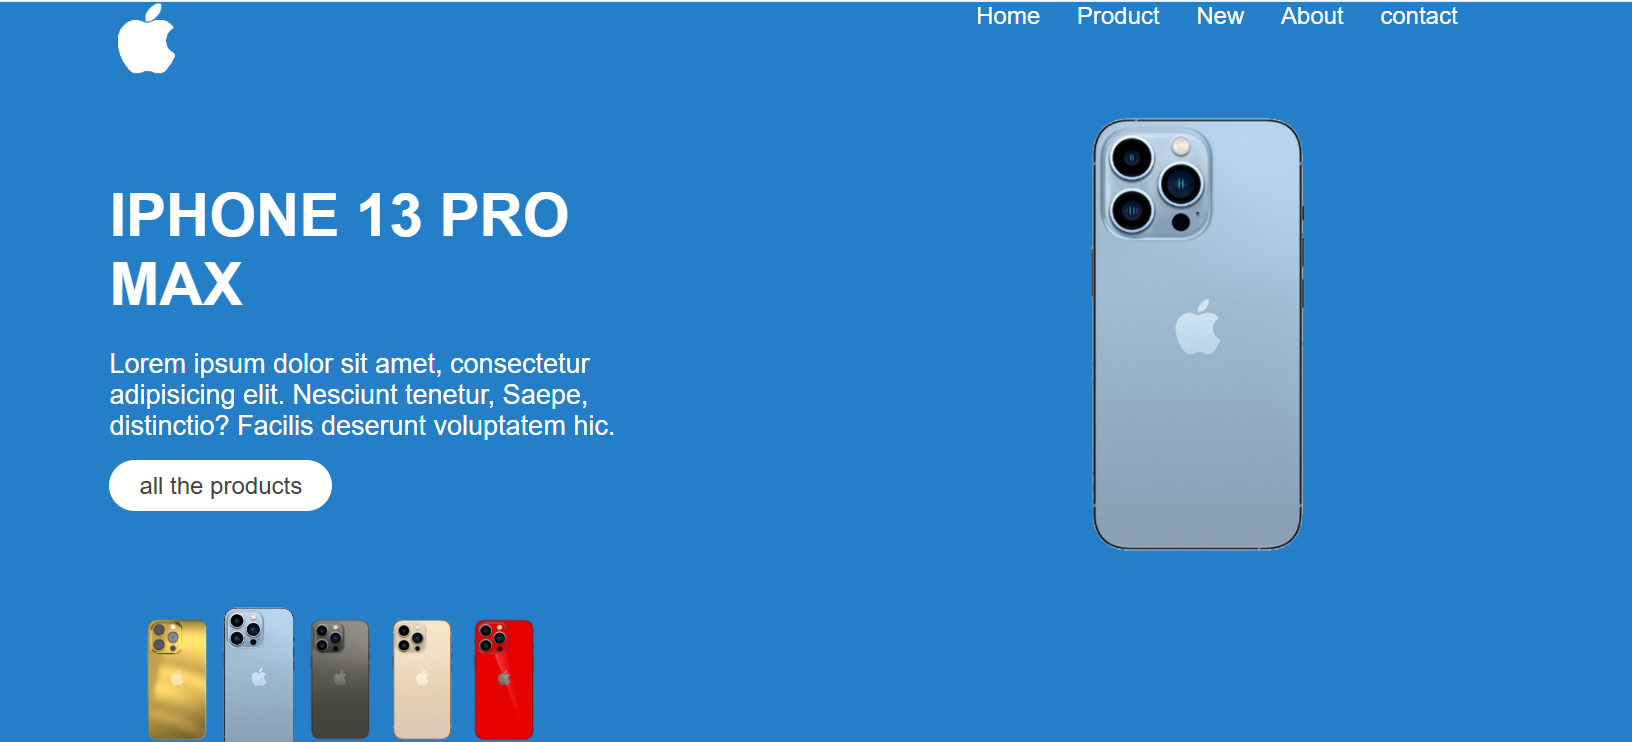 Home Product New About contact
IPHONE 13 PRO
MAX
Lorem ipsum dolor sit amet, consectetur
adipisicing elit. Nesciunt tenetur, Saepe,
distinctio? Facilis deserunt voluptatem hic.
all the products